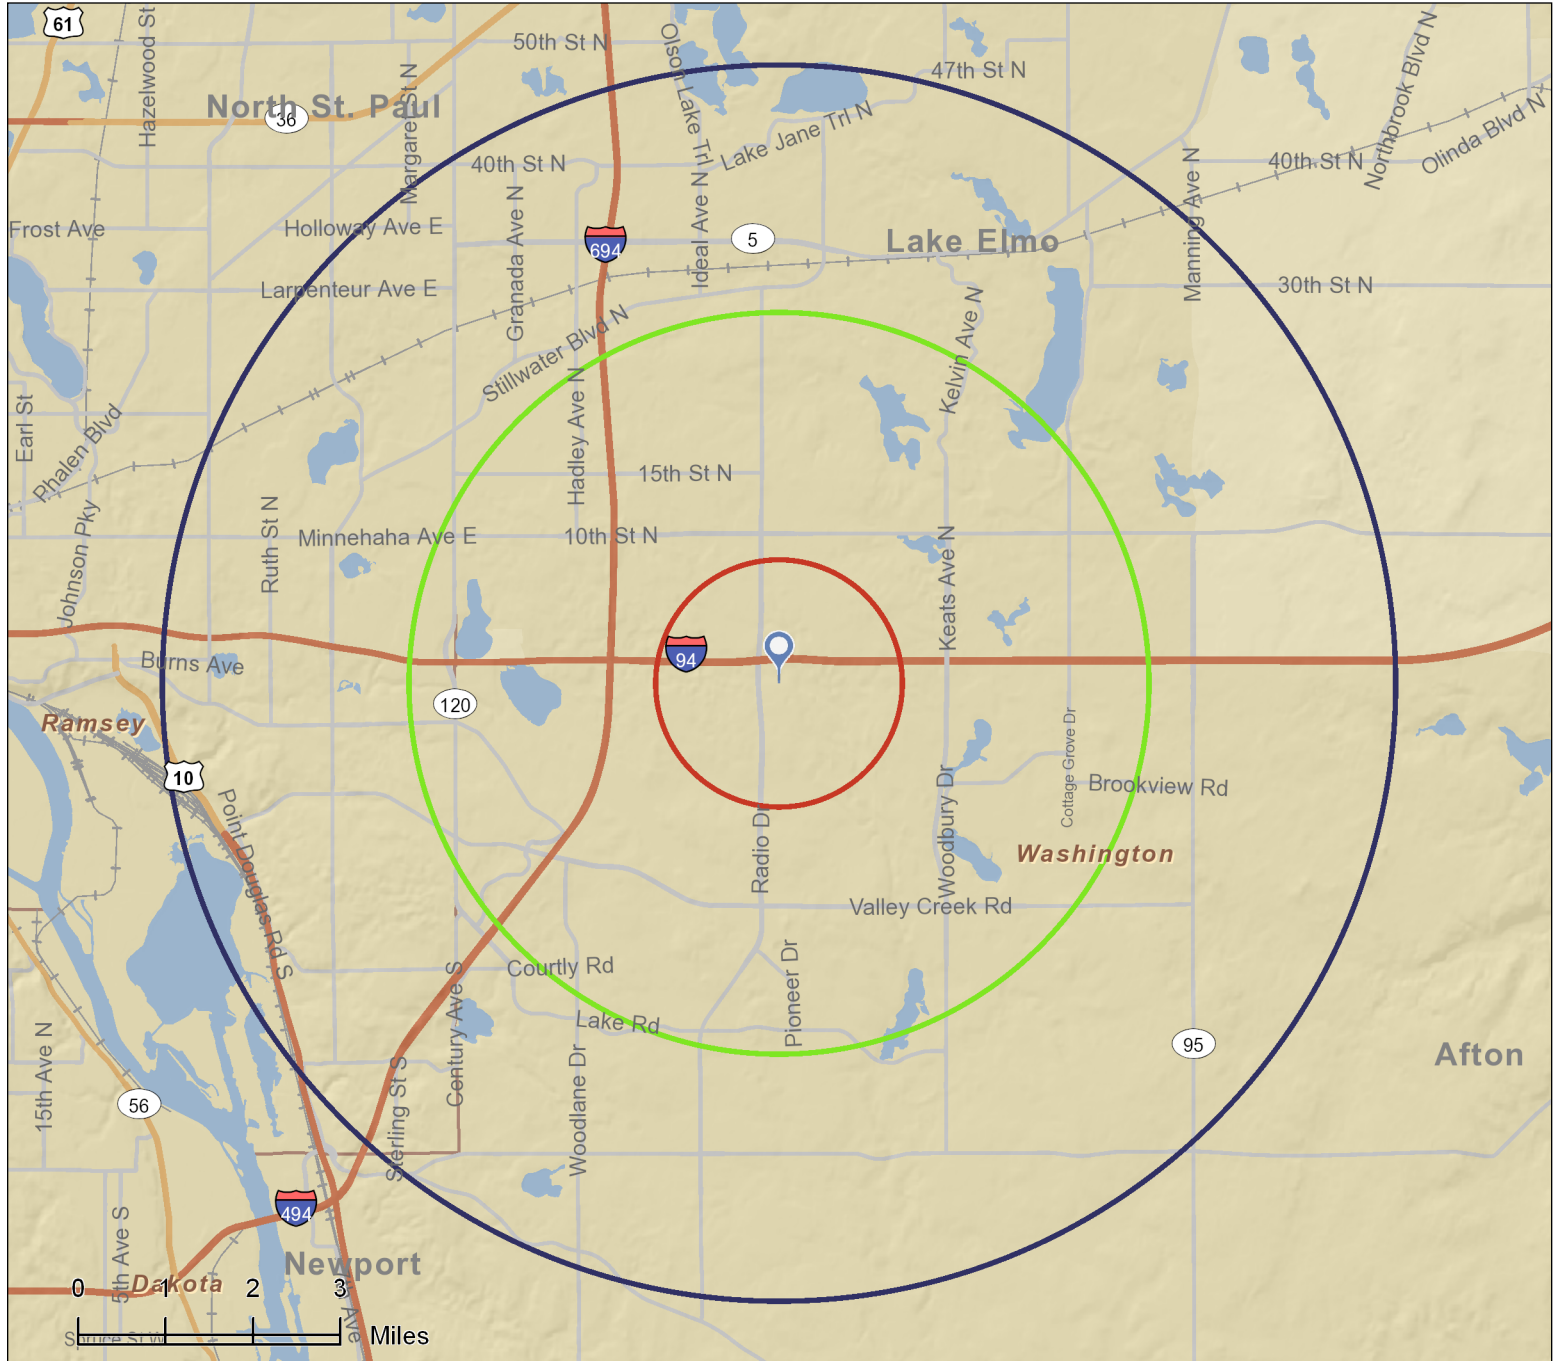 61
Hazelwood St
50th St N
Olson Lake Trl N
47th St N
Northbrook Blvd N
North St. Paul
36
Margaret St N
Lake Jane Trl N
Olinda Blvd N
40th St N
40th St N
Manning Ave N
Frost Ave
Holloway Ave E
Granada Ave N
694
Ideal Ave N
5
Lake Elmo
Larpenteur Ave E
30th St N
Stillwater Blvd N
Kelvin Ave N
Earl St
Phalen Blvd
Hadley Ave N
15th St N
Johnson Pky
Ruth St N
Minnehaha Ave E
10th St N
Keats Ave N
Burns Ave
94
Ramsey
120
10
Point Douglas Rd S
Cottage Grove Dr
Brookview Rd
Radio Dr
Woodbury Dr
Washington
Valley Creek Rd
Courtly Rd
Century Ave S
Pioneer Dr
Lake Rd
15th Ave N
95
Afton
56
Sterling St S
Woodlane Dr
494
5th Ave S
Newport
Dakota
0 1 2 3
Miles
Ave
Spruce St W